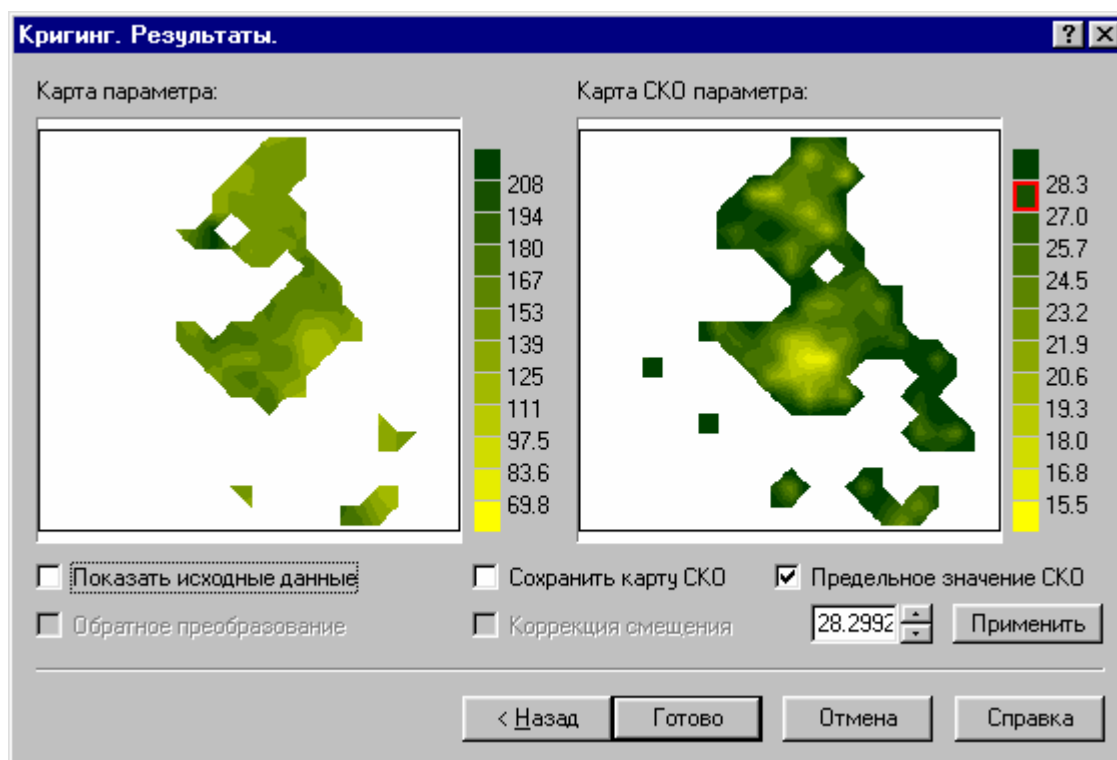 Кригинг. Результаты.
Карта параметра:
Карта СКО параметра:
208
194
180
167
153
139
125
111
97.5
83.6
69.8
28.3
27.0
25.7
24.5
23.2
21.9
20.6
19.3
18.0
16.8
15.5
Показать исходные данные
Сохранить карту СКО
Предельное значение СКО
Обратное преобразование
Коррекция смещения
28.2992
Применить
< Назад
Готово
Отмена
Справка